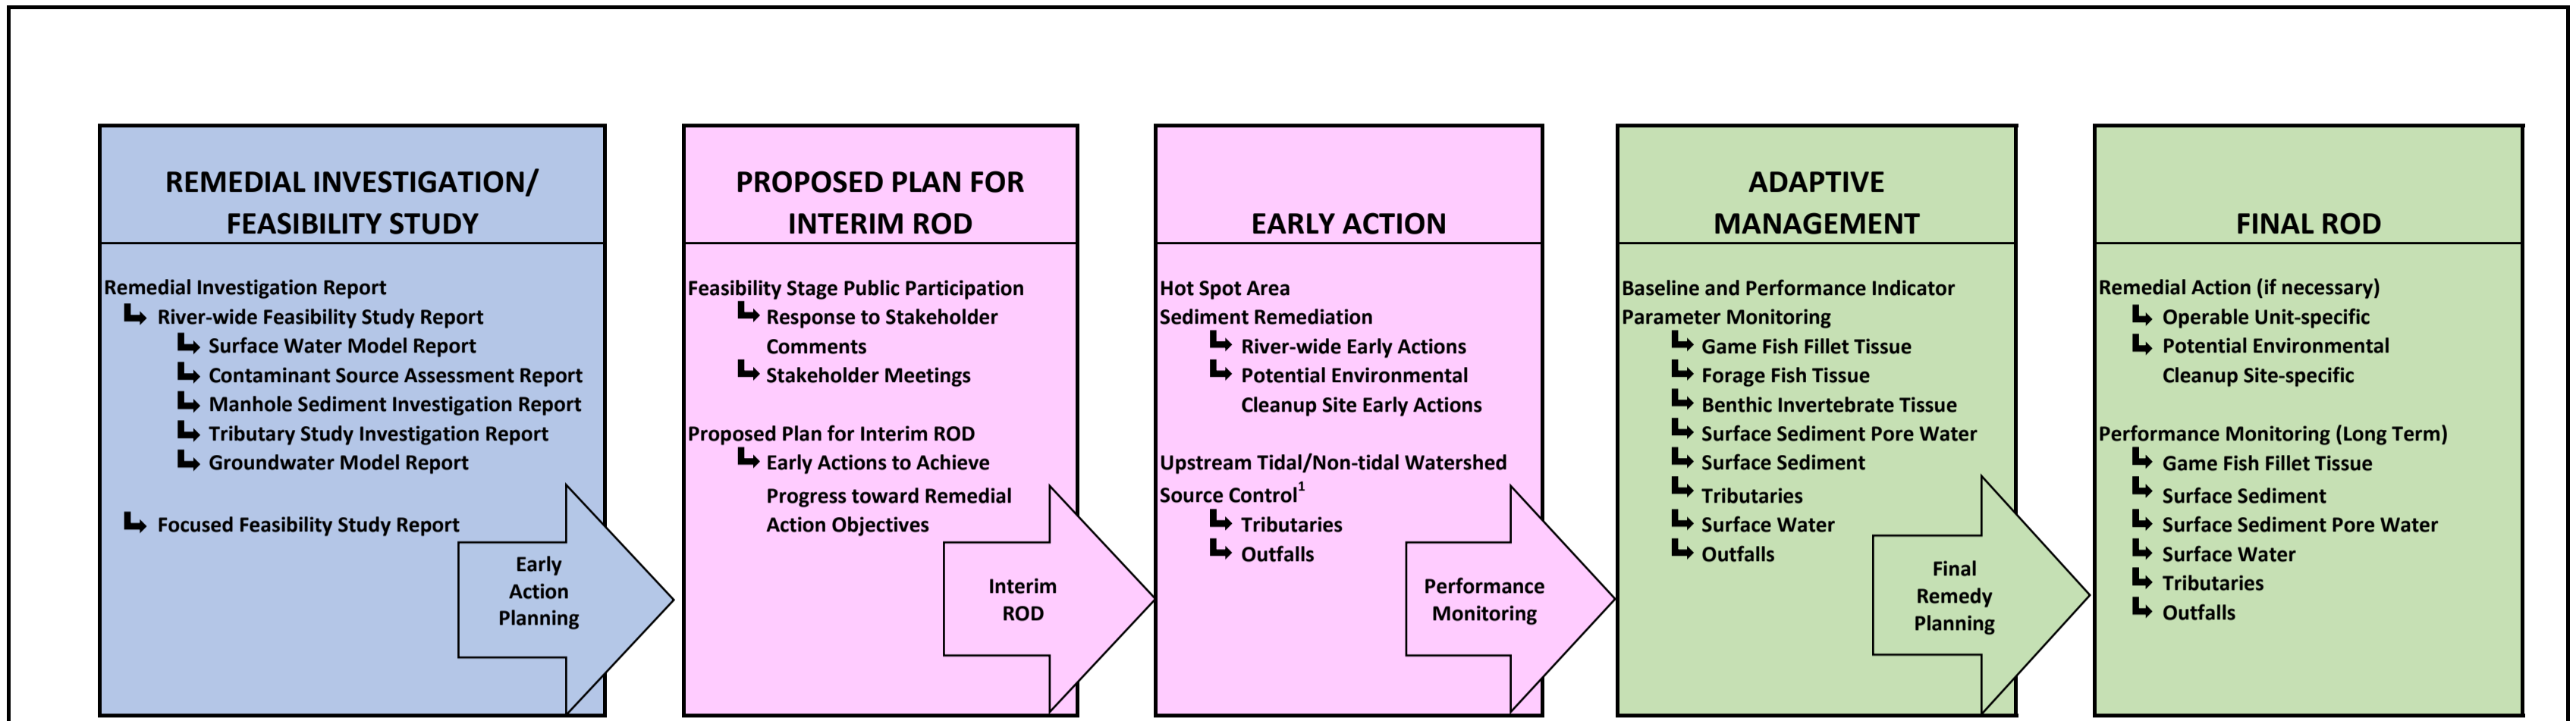 REMEDIAL INVESTIGATION/
FEASIBILITY STUDY
Remedial Investigation Report
River-wide Feasibility Study Report
Surface Water Model Report
Contaminant Source Assessment Report
Manhole Sediment Investigation Report
Tributary Study Investigation Report
Groundwater Model Report
Focused Feasibility Study Report
Early
Action
Planning
PROPOSED PLAN FOR
INTERIM ROD
Feasibility Stage Public Participation
Response to Stakeholder
Comments
Stakeholder Meetings
Proposed Plan for Interim ROD
Early Actions to Achieve
Progress toward Remedial
Action Objectives
Interim
ROD
EARLY ACTION
Hot Spot Area
Sediment Remediation
River-wide Early Actions
Potential Environmental
Cleanup Site Early Actions
Upstream Tidal/Non-tidal Watershed
Source Control¹
Tributaries
Outfalls
Performance
Monitoring
ADAPTIVE
MANAGEMENT
Baseline and Performance Indicator
Parameter Monitoring
Game Fish Fillet Tissue
Forage Fish Tissue
Benthic Invertebrate Tissue
Surface Sediment Pore Water
Surface Sediment
Tributaries
Surface Water
Outfalls
Final
Remedy
Planning
FINAL ROD
Remedial Action (if necessary)
Operable Unit-specific
Potential Environmental
Cleanup Site-specific
Performance Monitoring (Long Term)
Game Fish Fillet Tissue
Surface Sediment
Surface Sediment Pore Water
Surface Water
Tributaries
Outfalls